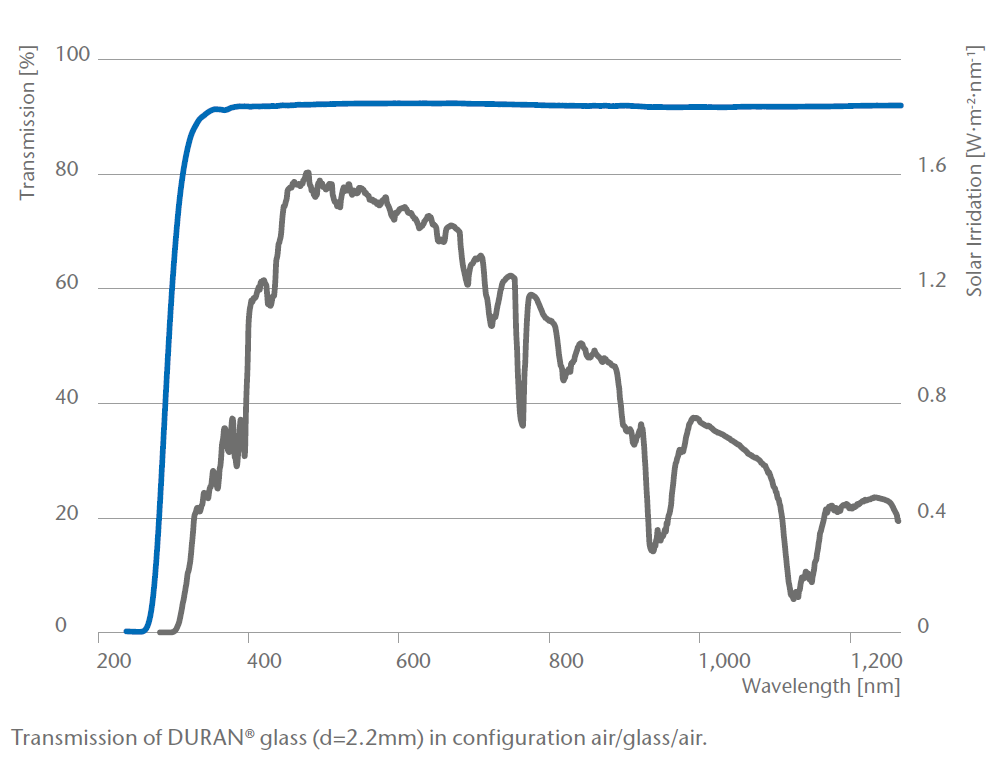 Transmission [%]
100
80
60
40
20
0
Solar Irridation [W·m⁻²·nm⁻¹]
1.6
1.2
0.8
0.4
0
200 400 600 800 1,000 1,200
Wavelength [nm]
Transmission of DURAN® glass (d=2.2mm) in configuration air/glass/air.